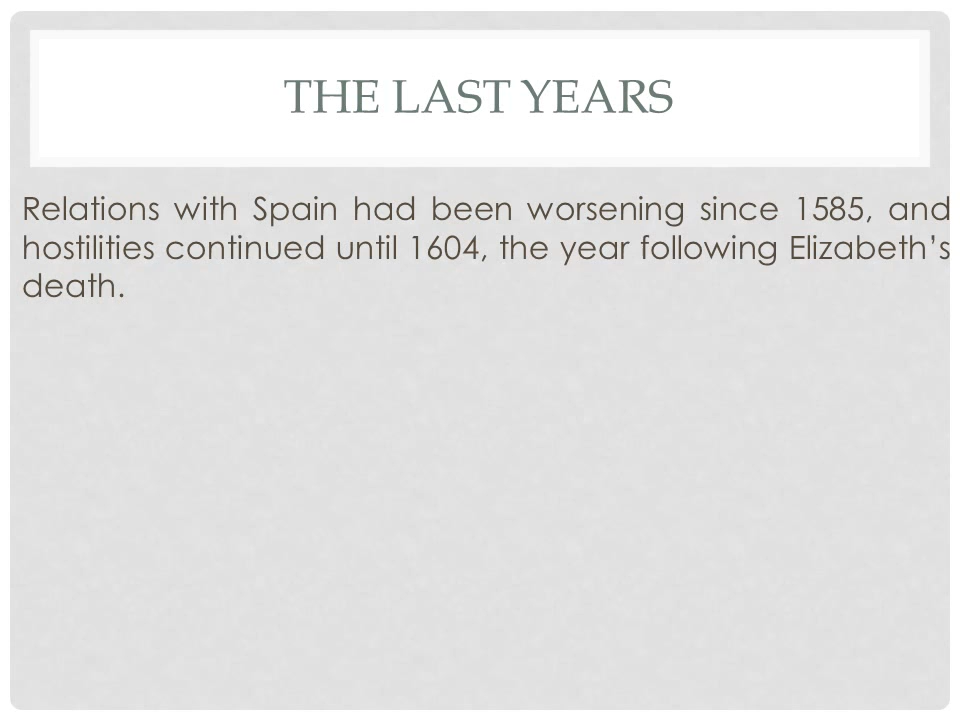 THE LAST YEARS
Relations with Spain had been worsening since 1585, and
hostilities continued until 1604, the year following Elizabeth’s
death.